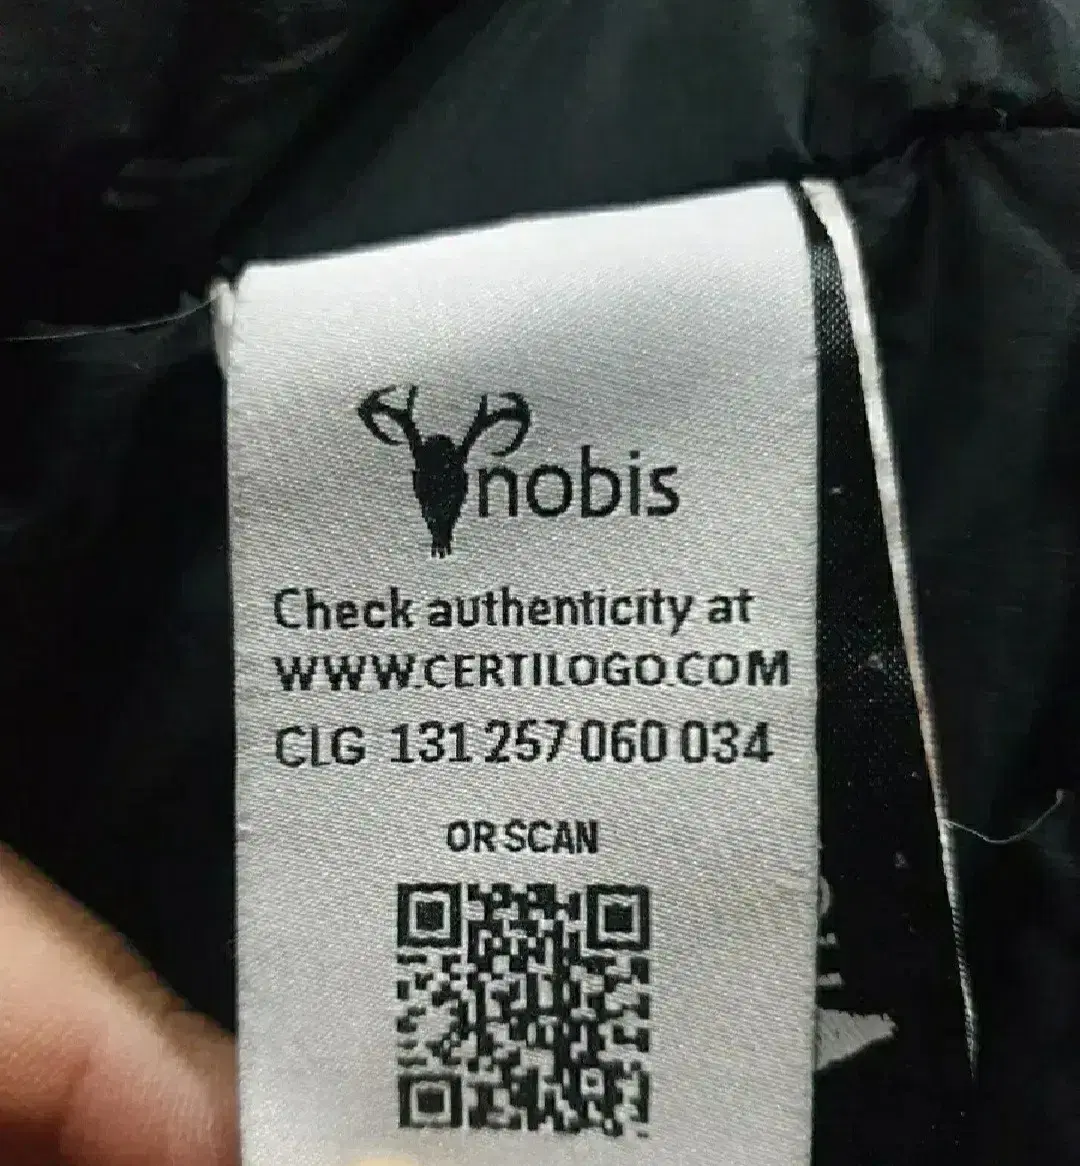 nobis
Check authenticity at
WWW.CERTILOGO.COM
CLG 131 257 060 034
OR SCAN